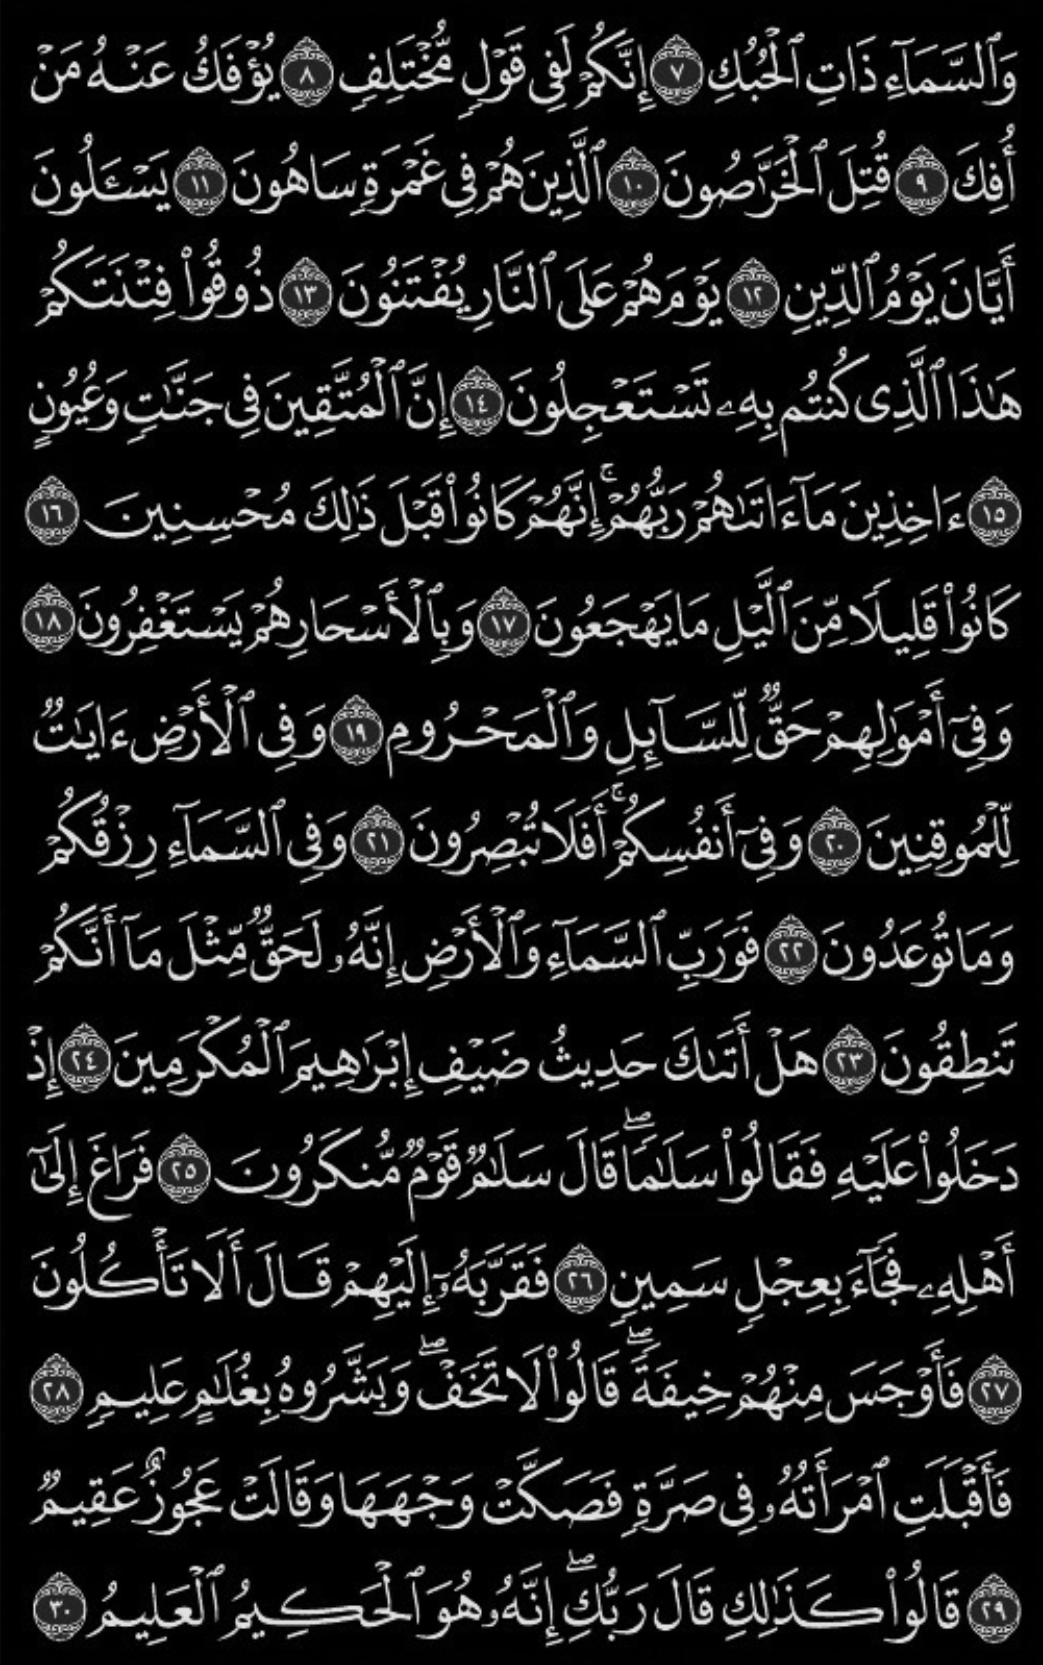 وَٱلسَّمَآءِ ذَاتِ ٱلْحُبُكِ ٧ إِنَّكُمْ لَفِى قَوْلٍ مُّخْتَلِفٍ ٨ يُؤْفَكُ عَنْهُ مَنْ
أُفِكَ ٩ قُتِلَ ٱلْخَرَّٰصُونَ ١٠ ٱلَّذِينَ هُمْ فِى غَمْرَةٍ سَاهُونَ ١١ يَسْـَٔلُونَ
أَيَّانَ يَوْمُ ٱلدِّينِ ١٢ يَوْمَ هُمْ عَلَى ٱلنَّارِ يُفْتَنُونَ ١٣ ذُوقُوا۟ فِتْنَتَكُمْ
هَٰذَا ٱلَّذِى كُنتُم بِهِۦ تَسْتَعْجِلُونَ ١٤ إِنَّ ٱلْمُتَّقِينَ فِى جَنَّٰتٍ وَعُيُونٍ
١٥ ءَاخِذِينَ مَآ ءَاتَىٰهُمْ رَبُّهُمْ ۚ إِنَّهُمْ كَانُوا۟ قَبْلَ ذَٰلِكَ مُحْسِنِينَ ١٦
كَانُوا۟ قَلِيلًا مِّنَ ٱلَّيْلِ مَا يَهْجَعُونَ ١٧ وَبِٱلْأَسْحَارِ هُمْ يَسْتَغْفِرُونَ ١٨
وَفِىٓ أَمْوَٰلِهِمْ حَقٌّ لِّلسَّآئِلِ وَٱلْمَحْرُومِ ١٩ وَفِى ٱلْأَرْضِ ءَايَٰتٌ
لِّلْمُوقِنِينَ ٢٠ وَفِىٓ أَنفُسِكُمْ ۚ أَفَلَا تُبْصِرُونَ ٢١ وَفِى ٱلسَّمَآءِ رِزْقُكُمْ
وَمَا تُوعَدُونَ ٢٢ فَوَرَبِّ ٱلسَّمَآءِ وَٱلْأَرْضِ إِنَّهُۥ لَحَقٌّ مِّثْلَ مَآ أَنَّكُمْ
تَنطِقُونَ ٢٣ هَلْ أَتَىٰكَ حَدِيثُ ضَيْفِ إِبْرَٰهِيمَ ٱلْمُكْرَمِينَ ٢٤ إِذْ
دَخَلُوا۟ عَلَيْهِ فَقَالُوا۟ سَلَٰمًا ۖ قَالَ سَلَٰمٌ قَوْمٌ مُّنكَرُونَ ٢٥ فَرَاغَ إِلَىٰٓ
أَهْلِهِۦ فَجَآءَ بِعِجْلٍ سَمِينٍ ٢٦ فَقَرَّبَهُۥٓ إِلَيْهِمْ قَالَ أَلَا تَأْكُلُونَ
٢٧ فَأَوْجَسَ مِنْهُمْ خِيفَةً ۖ قَالُوا۟ لَا تَخَفْ ۖ وَبَشَّرُوهُ بِغُلَٰمٍ عَلِيمٍ ٢٨
فَأَقْبَلَتِ ٱمْرَأَتُهُۥ فِى صَرَّةٍ فَصَكَّتْ وَجْهَهَا وَقَالَتْ عَجُوزٌ عَقِيمٌ
٢٩ قَالُوا۟ كَذَٰلِكِ قَالَ رَبُّكِ ۖ إِنَّهُۥ هُوَ ٱلْحَكِيمُ ٱلْعَلِيمُ ٣٠